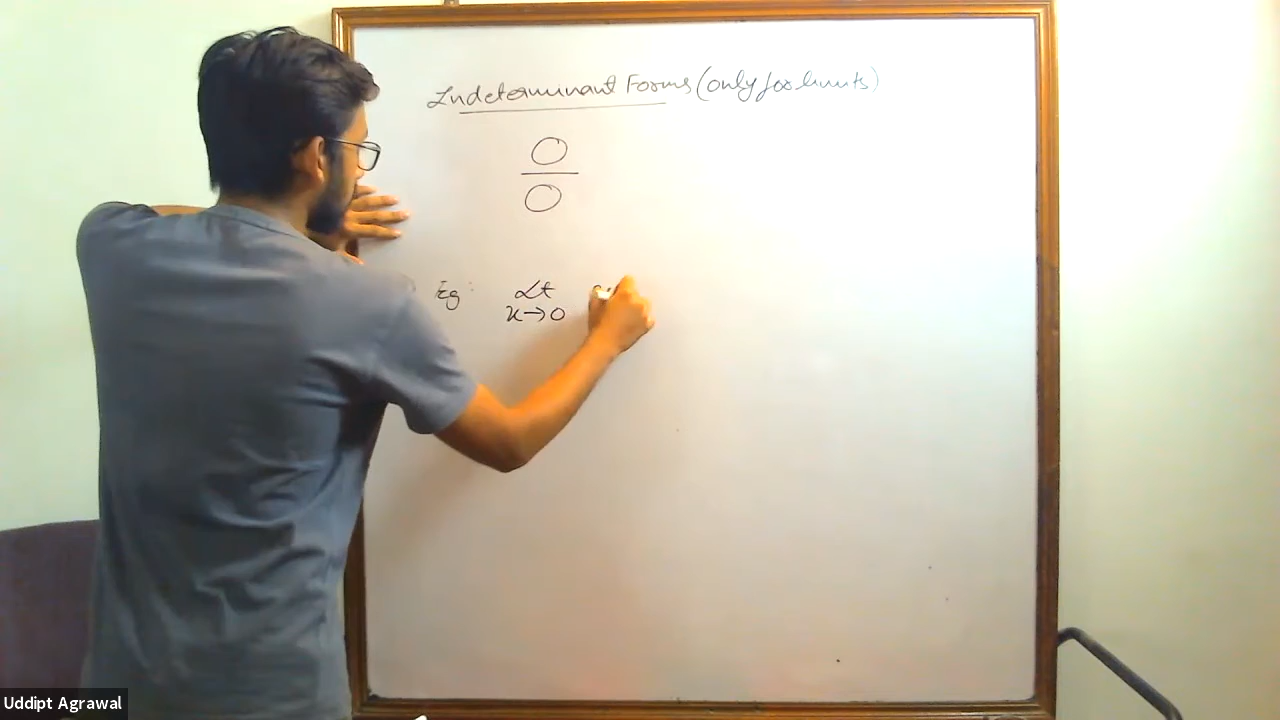 Indeterminant Forms (only for limits)
0
0
Eg: Lt
x→0
Uddipt Agrawal